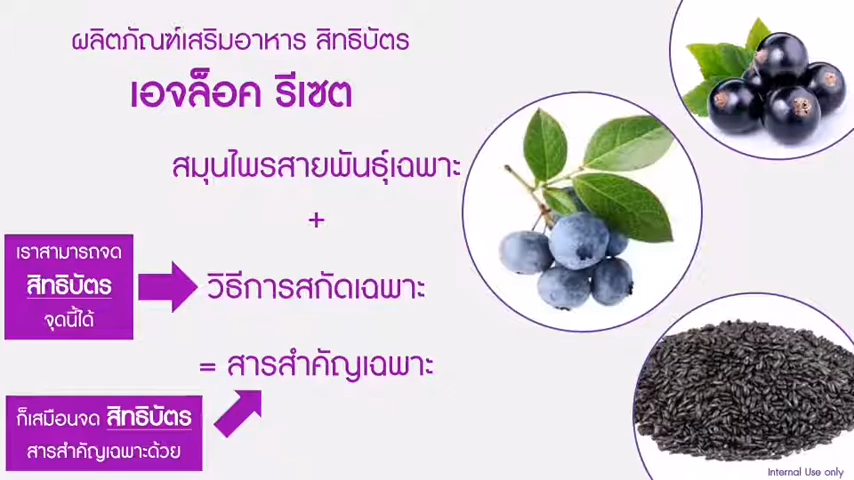 ผลิตภัณฑ์เสริมอาหาร สิทธิบัตร
เอจล็อค รีเซต
สมุนไพรสายพันธุ์เฉพาะ
+
เราสามารถจด
สิทธิบัตร
จุดนี้ได้
วิธีการสกัดเฉพาะ
= สารสำคัญเฉพาะ
ก็เสมือนจด สิทธิบัตร
สารสำคัญเฉพาะด้วย
Internal Use only